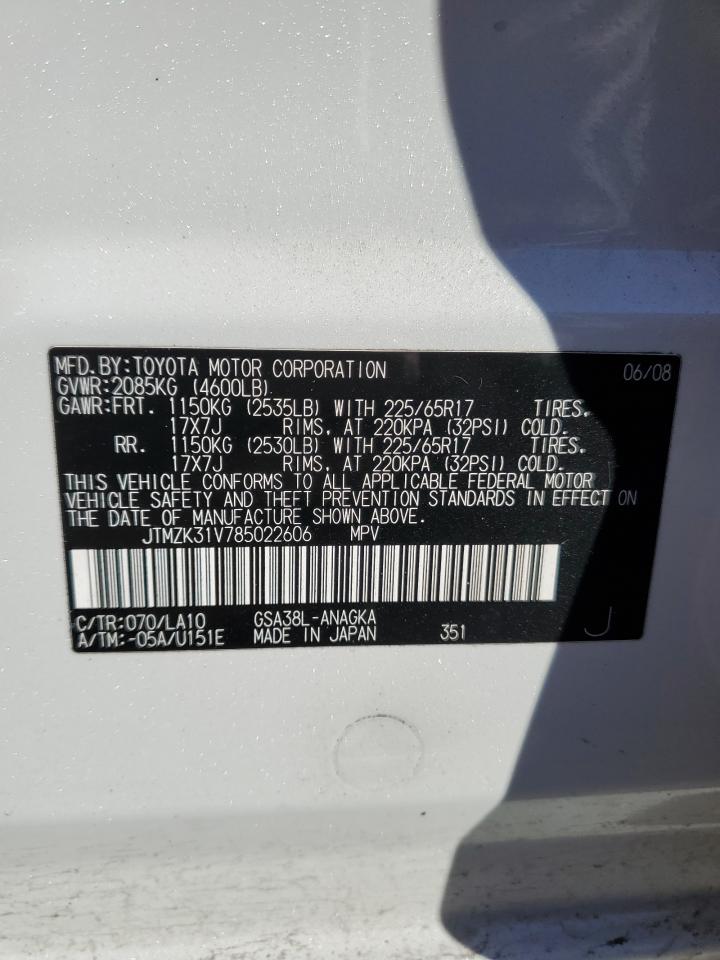 MFD.BY:TOYOTA MOTOR CORPORATION 06/08
GVWR:2085KG (4600LB)
GAWR:FRT. 1150KG (2535LB) WITH 225/65R17 TIRES.
17X7J RIMS, AT 220KPA (32PSI) COLD.
RR. 1150KG (2530LB) WITH 225/65R17 TIRES.
17X7J RIMS, AT 220KPA (32PSI) COLD.
THIS VEHICLE CONFORMS TO ALL APPLICABLE FEDERAL MOTOR
VEHICLE SAFETY AND THEFT PREVENTION STANDARDS IN EFFECT ON
THE DATE OF MANUFACTURE SHOWN ABOVE.
JTMZK31V785022606 MPV
C/TR:070/LA10 GSA38L-ANAGKA
A/TM:-05A/U151E MADE IN JAPAN 351 J